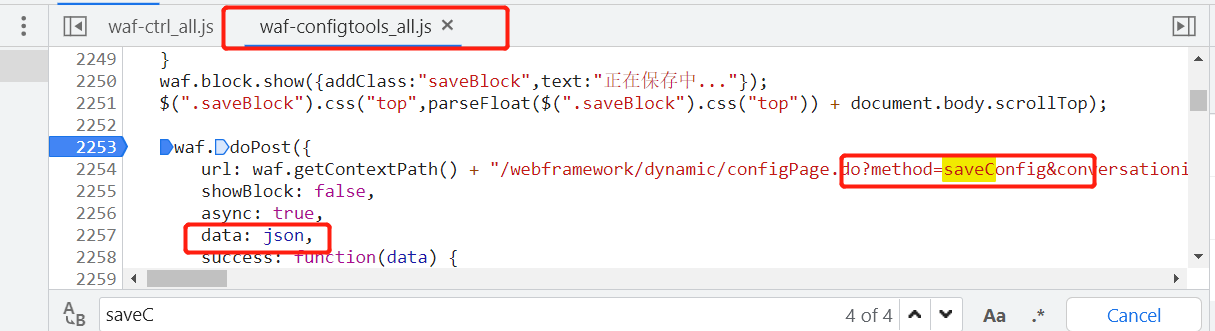 waf-ctrl_all.js waf-configtools_all.js ×
2249 }
2250 waf.block.show({addClass:"saveBlock",text:"正在保存中..."});
2251 $(".saveBlock").css("top",parseFloat($(".saveBlock").css("top")) + document.body.scrollTop);
2252
2253 waf.doPost({
2254 url: waf.getContextPath() + "/webframework/dynamic/configPage.do?method=saveConfig&conversationi
2255 showBlock: false,
2256 async: true,
2257 data: json,
2258 success: function(data) {
2259
saveC 4 of 4 Aa .* Cancel